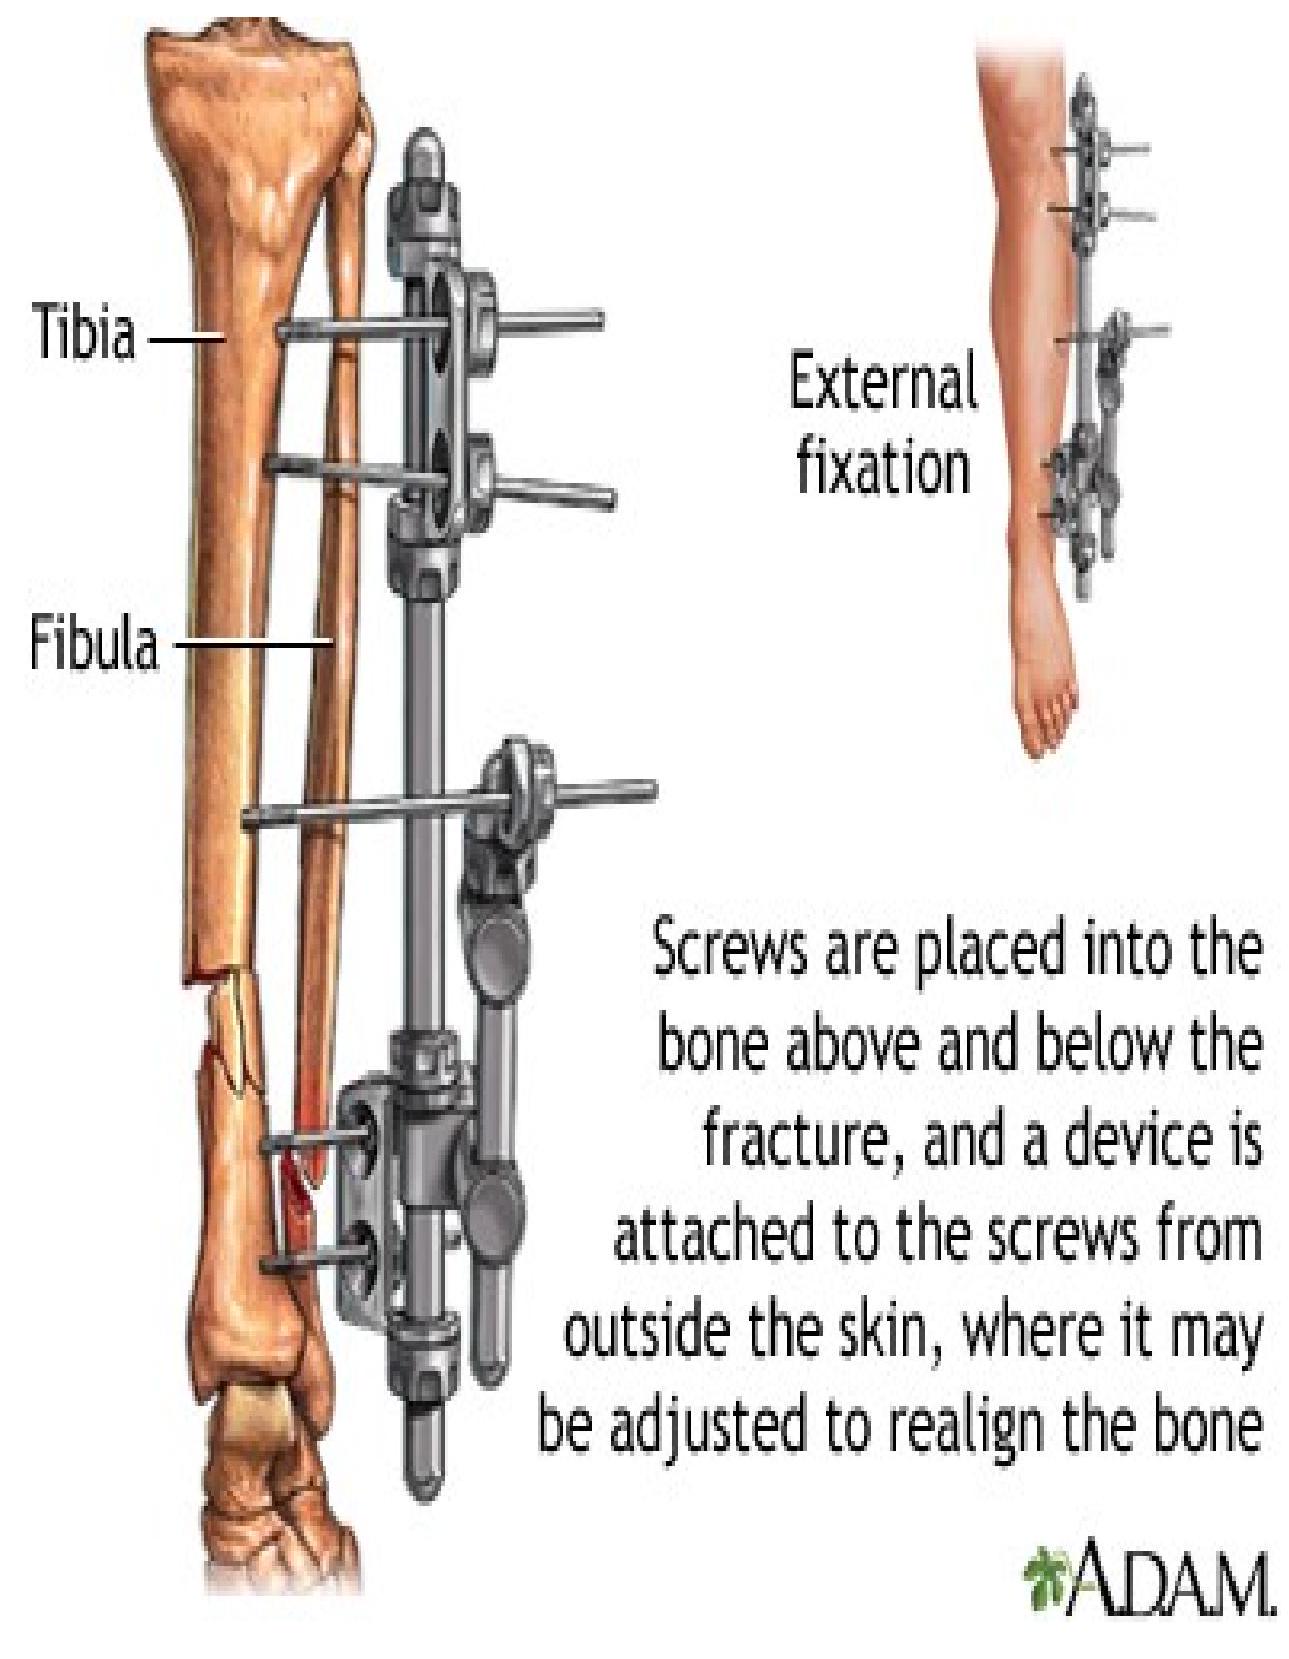 Tibia
External
fixation
Fibula
Screws are placed into the
bone above and below the
fracture, and a device is
attached to the screws from
outside the skin, where it may
be adjusted to realign the bone
A.D.A.M.